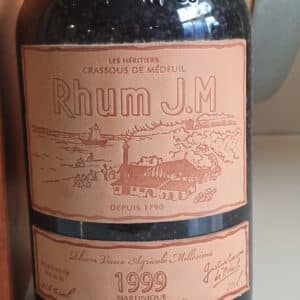 LES HÉRITIERS
CRASSOUS DE MÉDEUIL
Rhum J.M
DEPUIS 1790
Rhum Vieux Agricole Millésimé
1999
MARTINIQUE